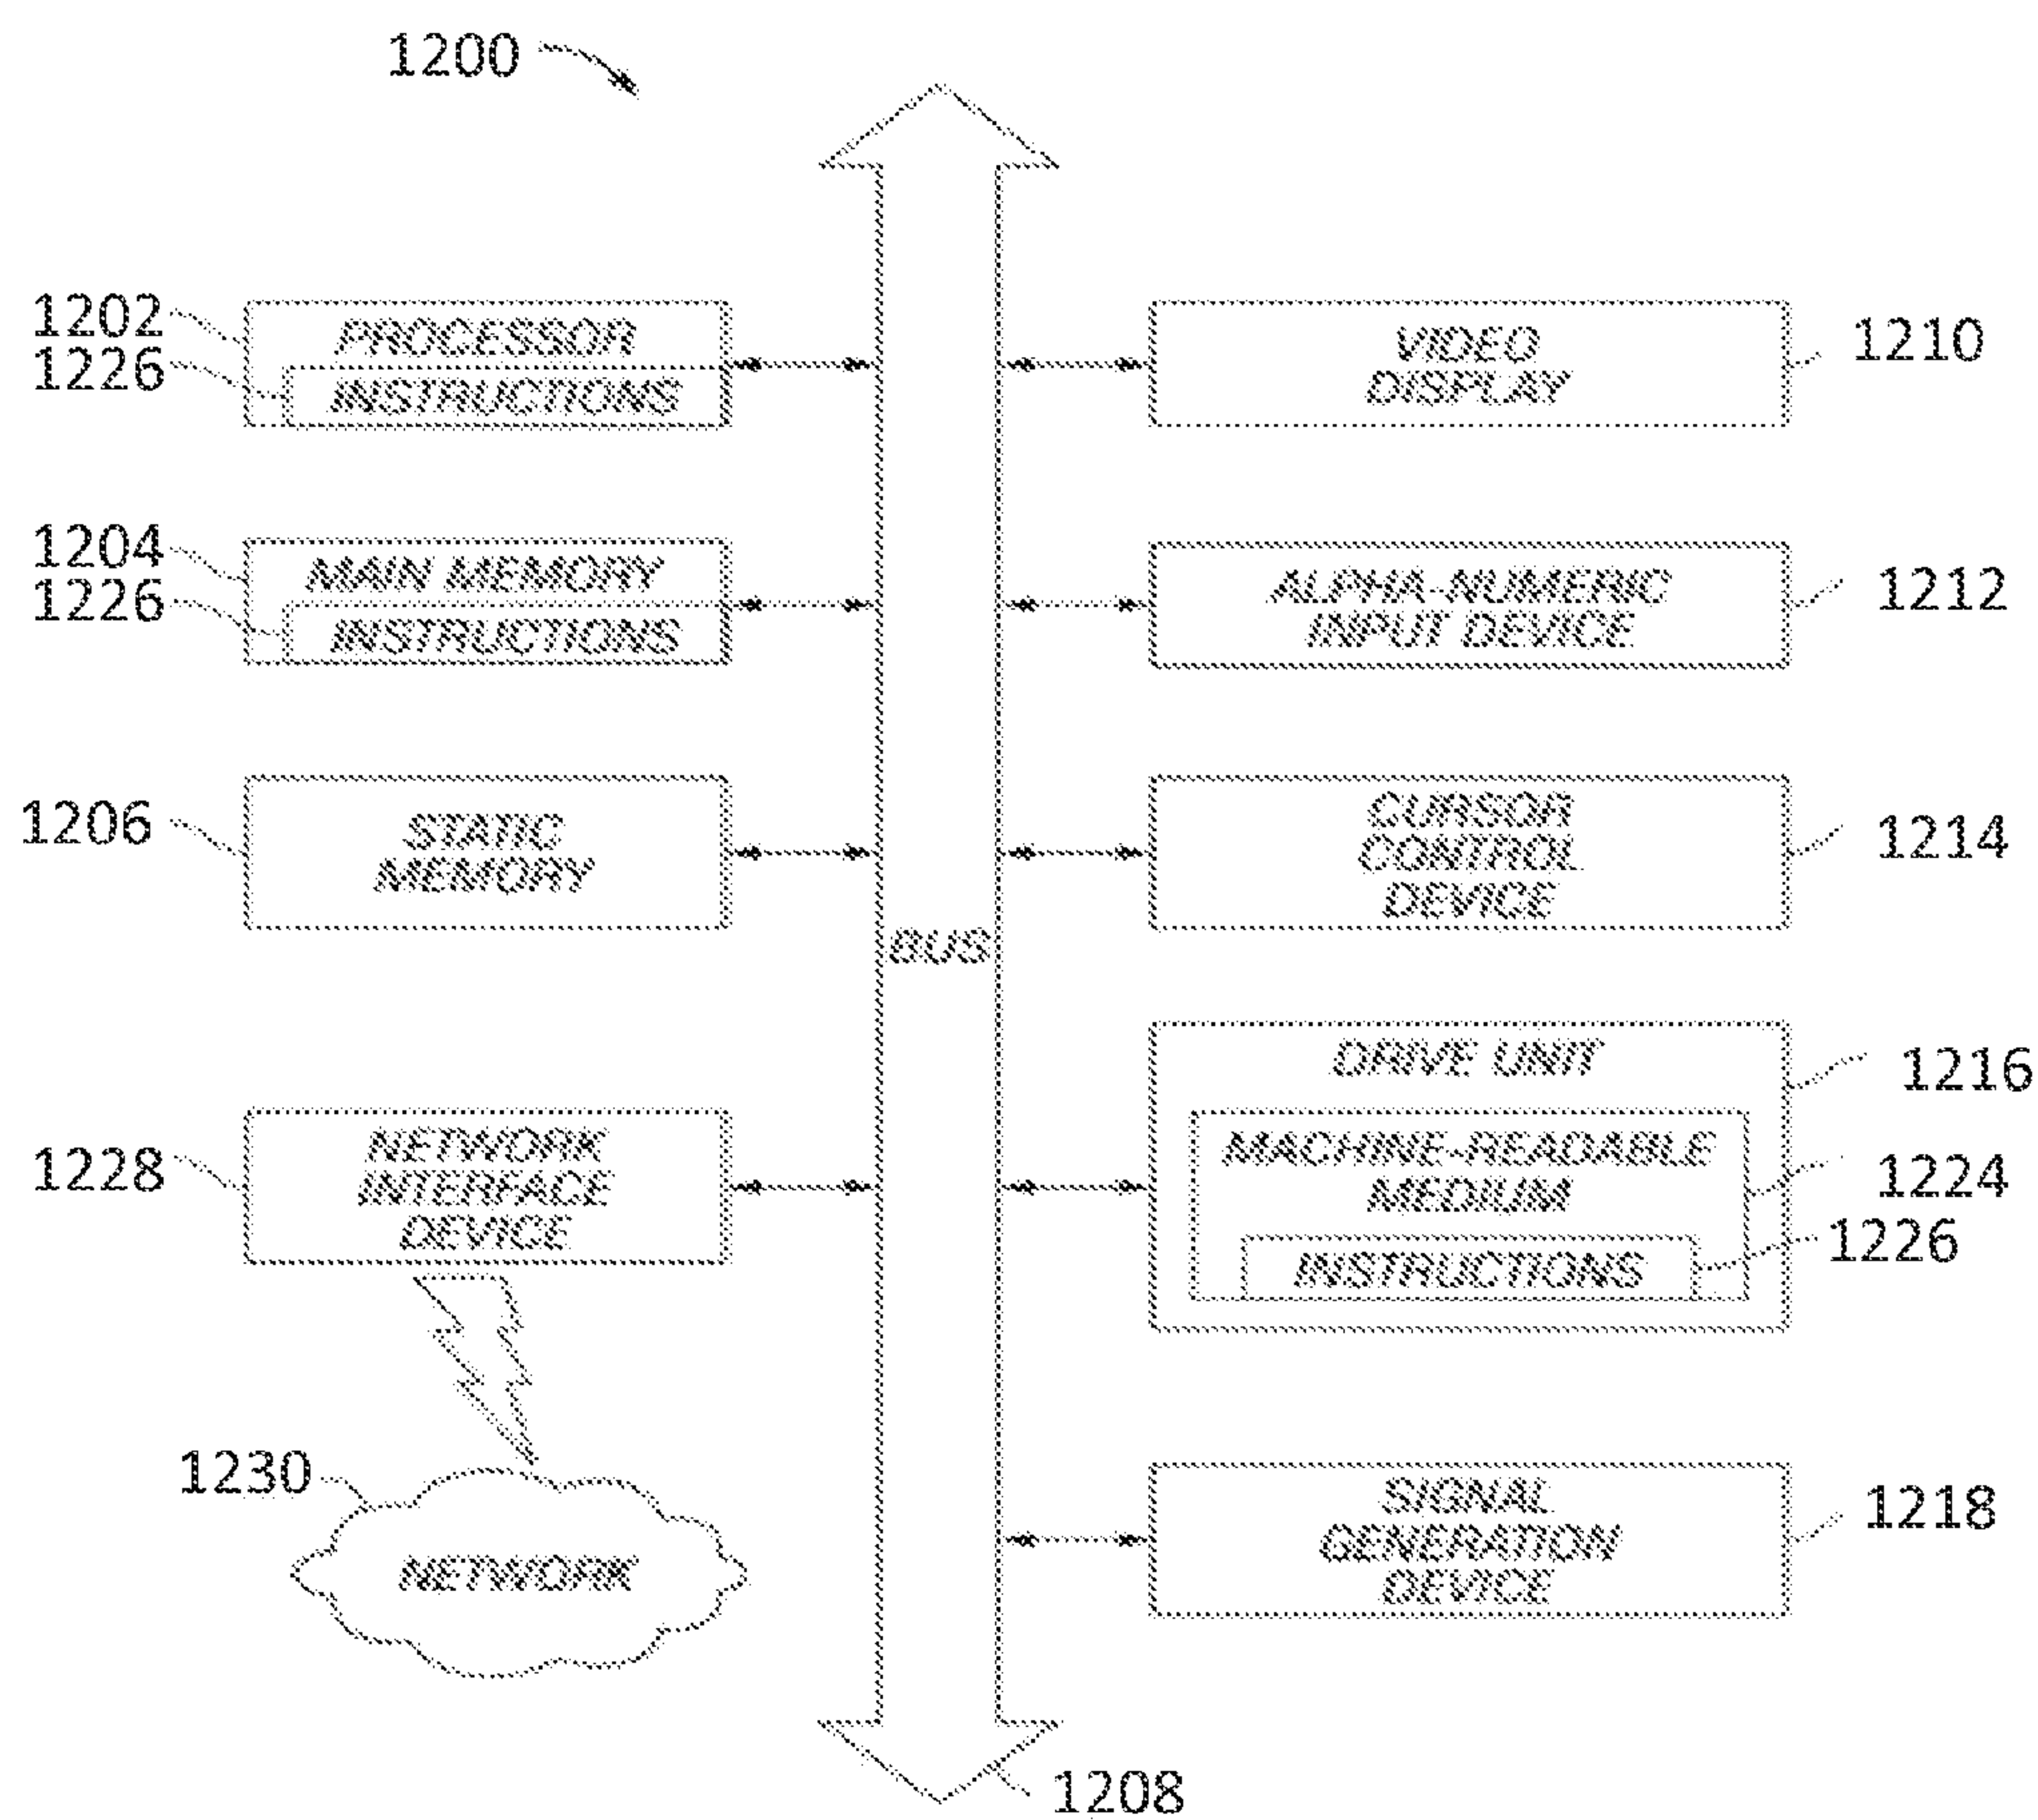 1200
1202
PROCESSOR
1226
INSTRUCTIONS
1204
MAIN MEMORY
1226
INSTRUCTIONS
1206
STATIC
MEMORY
1228
NETWORK
INTERFACE
DEVICE
1230
NETWORK
BUS
1208
VIDEO
DISPLAY
1210
ALPHA-NUMERIC
INPUT DEVICE
1212
CURSOR
CONTROL
DEVICE
1214
DRIVE UNIT
1216
MACHINE-READABLE
MEDIUM
1224
INSTRUCTIONS
1226
SIGNAL
GENERATION
DEVICE
1218